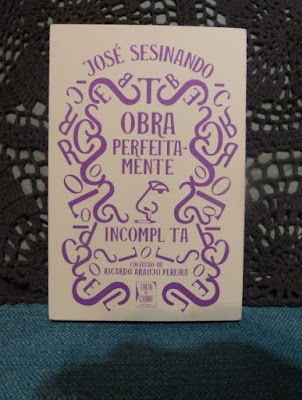 JOSÉ SESINANDO
OBRA
PERFEITA-
MENTE
INCOMPL TA
COLECÇÃO DE
RICARDO ARAÚJO PEREIRA
TINTA
DA
CHINA